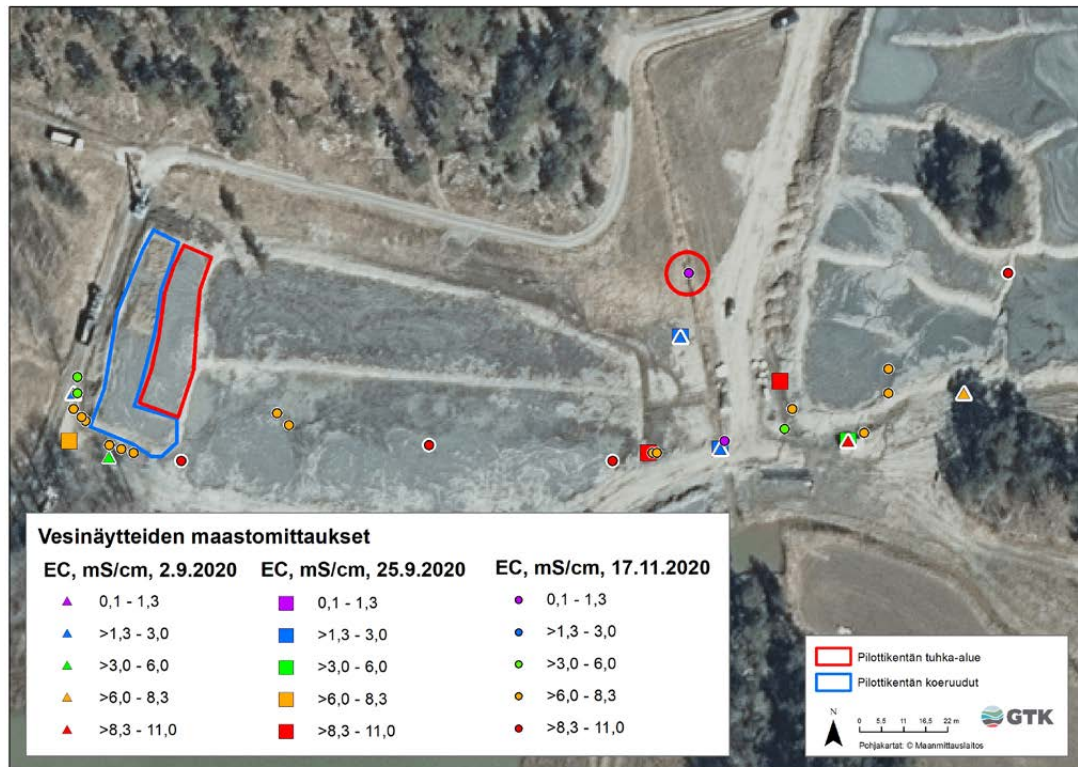 Vesinäytteiden maastomittaukset
EC, mS/cm, 2.9.2020 EC, mS/cm, 25.9.2020 EC, mS/cm, 17.11.2020
0,1 - 1,3 0,1 - 1,3 0,1 - 1,3
>1,3 - 3,0 >1,3 - 3,0 >1,3 - 3,0
>3,0 - 6,0 >3,0 - 6,0 >3,0 - 6,0
>6,0 - 8,3 >6,0 - 8,3 >6,0 - 8,3
>8,3 - 11,0 >8,3 - 11,0 >8,3 - 11,0
Pilottikentän tuhka-alue
Pilottikentän koeruudut
N
0 5.5 11 16.5 22 m
GTK
Pohjakartat: © Maanmittauslaitos